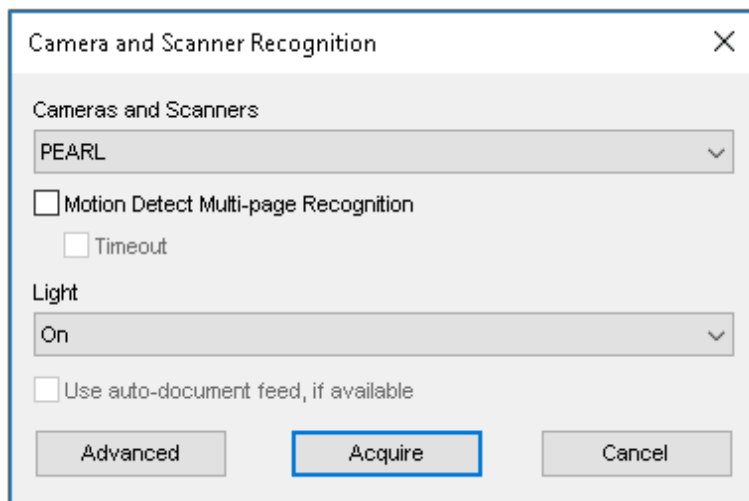 Camera and Scanner Recognition
Cameras and Scanners
PEARL
Motion Detect Multi-page Recognition
Timeout
Light
On
Use auto-document feed, if available
Advanced Acquire Cancel